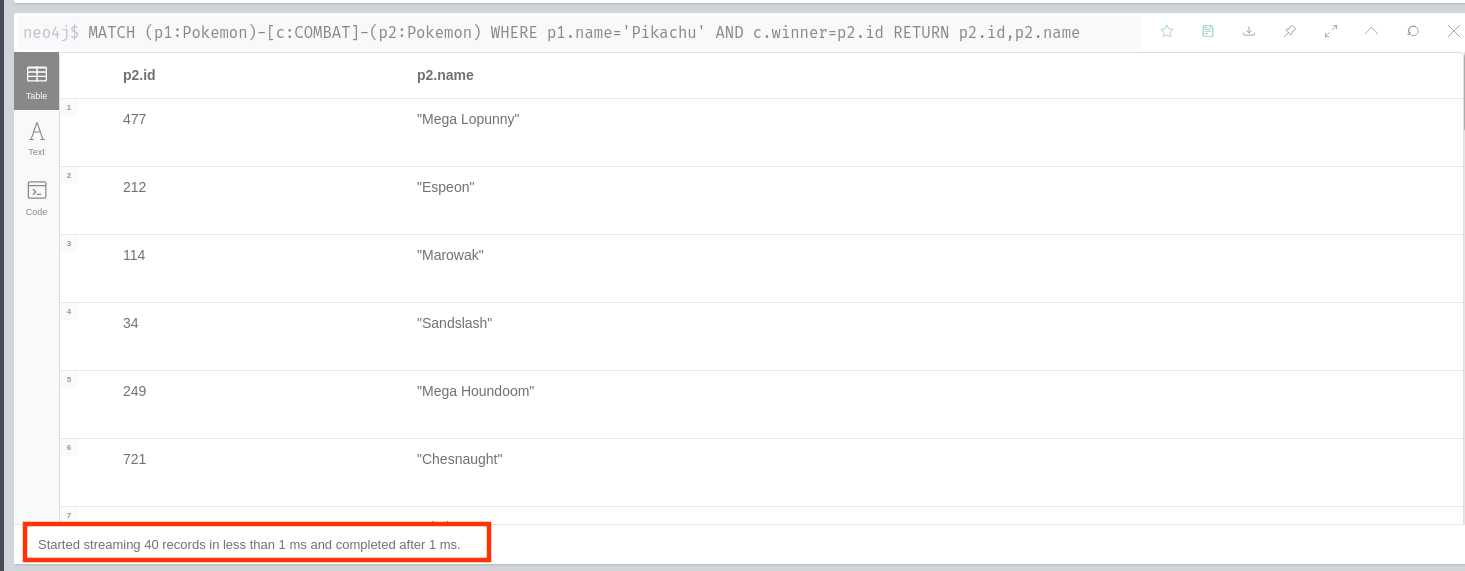 neo4j$ MATCH (p1:Pokemon)-[c:COMBAT]-(p2:Pokemon) WHERE p1.name='Pikachu' AND c.winner=p2.id RETURN p2.id,p2.name
Table
Text
Code
p2.id p2.name
1 477 "Mega Lopunny"
2 212 "Espeon"
3 114 "Marowak"
4 34 "Sandslash"
5 249 "Mega Houndoom"
6 721 "Chesnaught"
7
Started streaming 40 records in less than 1 ms and completed after 1 ms.